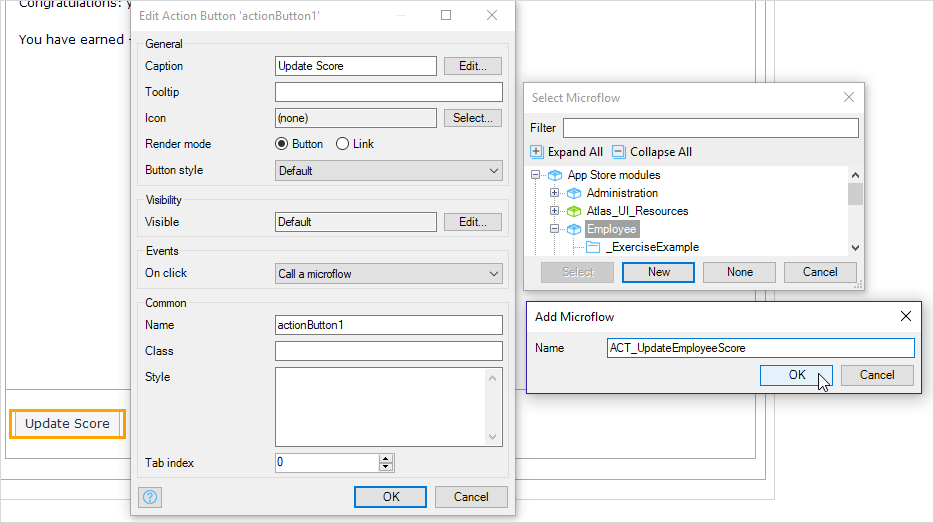 Congratulations: y
You have earned
Update Score
Edit Action Button 'actionButton1'
General
Caption
Update Score
Edit...
Tooltip
Icon
(none)
Select...
Render mode
Button
Link
Button style
Default
Visibility
Visible
Default
Edit...
Events
On click
Call a microflow
Common
Name
actionButton1
Class
Style
Tab index
0
OK
Cancel
Select Microflow
Filter
Expand All
Collapse All
App Store modules
Administration
Atlas_UI_Resources
Employee
_ExerciseExample
Select
New
None
Cancel
Add Microflow
Name
ACT_UpdateEmployeeScore
OK
Cancel